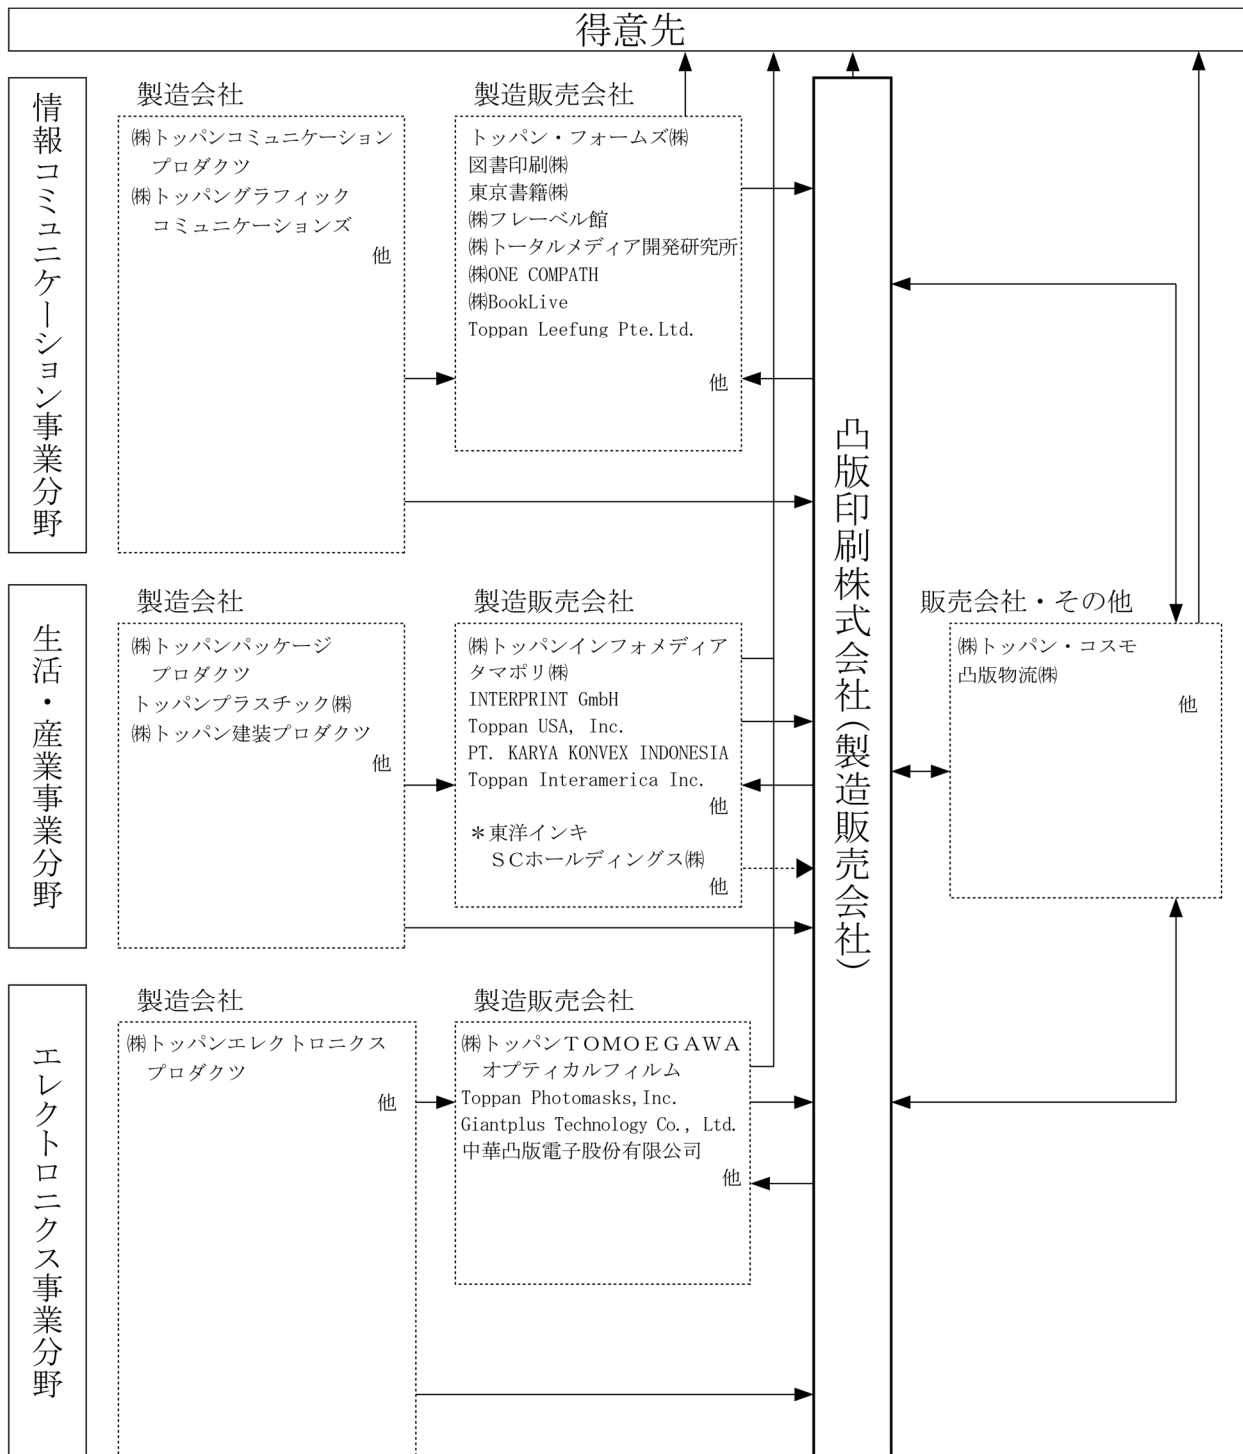 得意先
情報コミュニケーション事業分野
製造会社
㈱トッパンコミュニケーション
プロダクツ
㈱トッパングラフィック
コミュニケーションズ
他
製造販売会社
トッパン・フォームズ㈱
図書印刷㈱
東京書籍㈱
㈱フレーベル館
㈱トータルメディア開発研究所
㈱ONE COMPATH
㈱BookLive
Toppan Leefung Pte.Ltd.
他
凸版印刷株式会社(製造販売会社)
生活・産業事業分野
製造会社
㈱トッパンパッケージ
プロダクツ
トッパンプラスチック㈱
㈱トッパン建装プロダクツ
他
製造販売会社
㈱トッパンインフォメディア
タマポリ㈱
INTERPRINT GmbH
Toppan USA, Inc.
PT. KARYA KONVEX INDONESIA
Toppan Interamerica Inc.
他
＊東洋インキ
ＳＣホールディングス㈱
他
販売会社・その他
㈱トッパン・コスモ
凸版物流㈱
他
エレクトロニクス事業分野
製造会社
㈱トッパンエレクトロニクス
プロダクツ
他
製造販売会社
㈱トッパンＴＯＭＯＥＧＡＷＡ
オプティカルフィルム
Toppan Photomasks,Inc.
Giantplus Technology Co., Ltd.
中華凸版電子股份有限公司
他